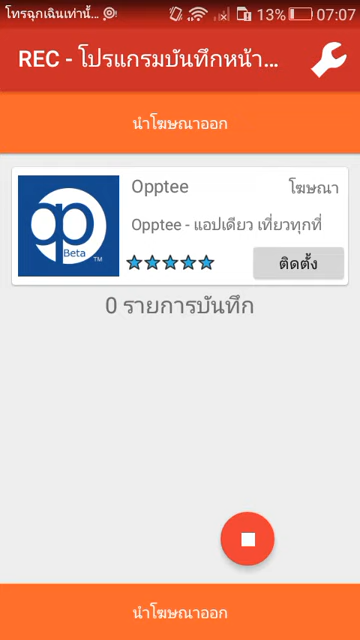 โทรฉุกเฉินเท่านั้... 13% 07:07
REC - โปรแกรมบันทึกหน้า...
นำโฆษณาออก
Opptee โฆษณา
Opptee - แอปเดียว เที่ยวทุกที่
op Beta TM
ติดตั้ง
0 รายการบันทึก
นำโฆษณาออก